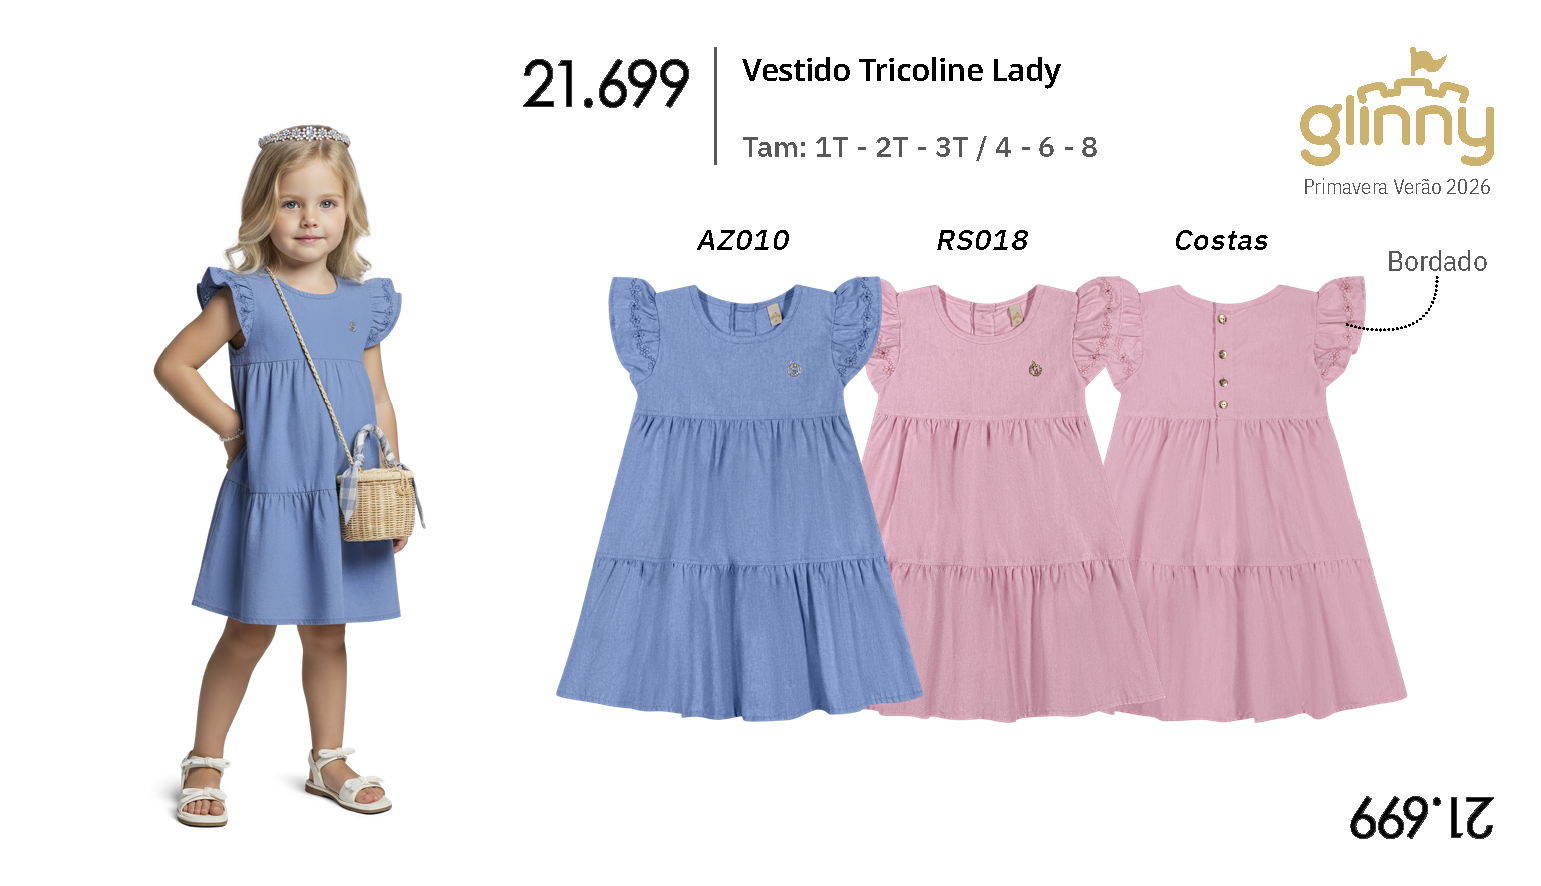 21.699
Vestido Tricoline Lady
Tam: 1T - 2T - 3T / 4 - 6 - 8
glinny
Primavera Verão 2026
AZ010
RS018
Costas
Bordado
21.699